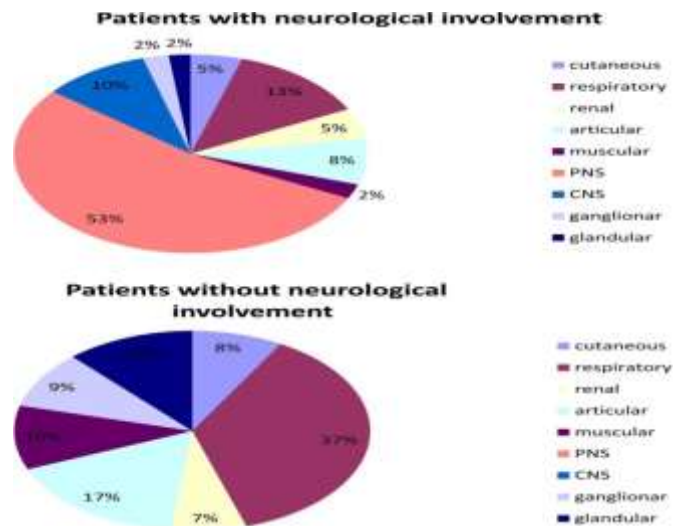 Patients with neurological involvement
2% 2%
5%
10%
13%
5%
8%
2%
53%
cutaneous
respiratory
renal
articular
muscular
PNS
CNS
ganglionar
glandular
Patients without neurological
involvement
8%
9%
37%
10%
17%
7%
cutaneous
respiratory
renal
articular
muscular
PNS
CNS
ganglionar
glandular